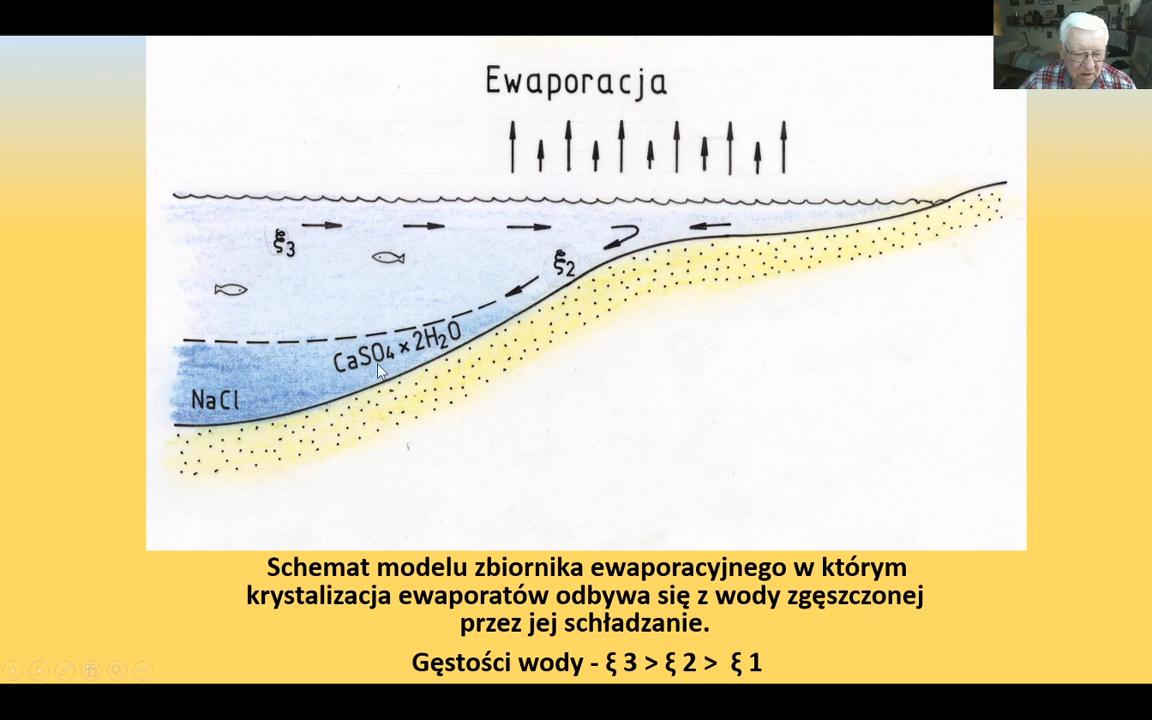 Ewaporacja
ξ3
ξ2
CaSO4 × 2H2O
NaCl
Schemat modelu zbiornika ewaporacyjnego w którym
krystalizacja ewaporatów odbywa się z wody zgęszczonej
przez jej schładzanie.
Gęstości wody - ξ 3 > ξ 2 > ξ 1